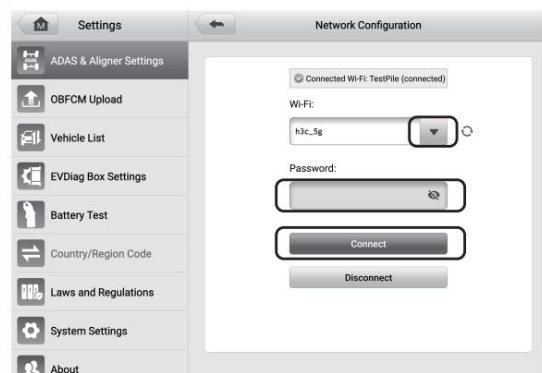 Settings
Network Configuration
ADAS & Aligner Settings
OBFCM Upload
Vehicle List
EVDiag Box Settings
Battery Test
Country/Region Code
Laws and Regulations
System Settings
About
Connected Wi-Fi: TestPile (connected)
Wi-Fi:
h3c_5g
Password:
Connect
Disconnect